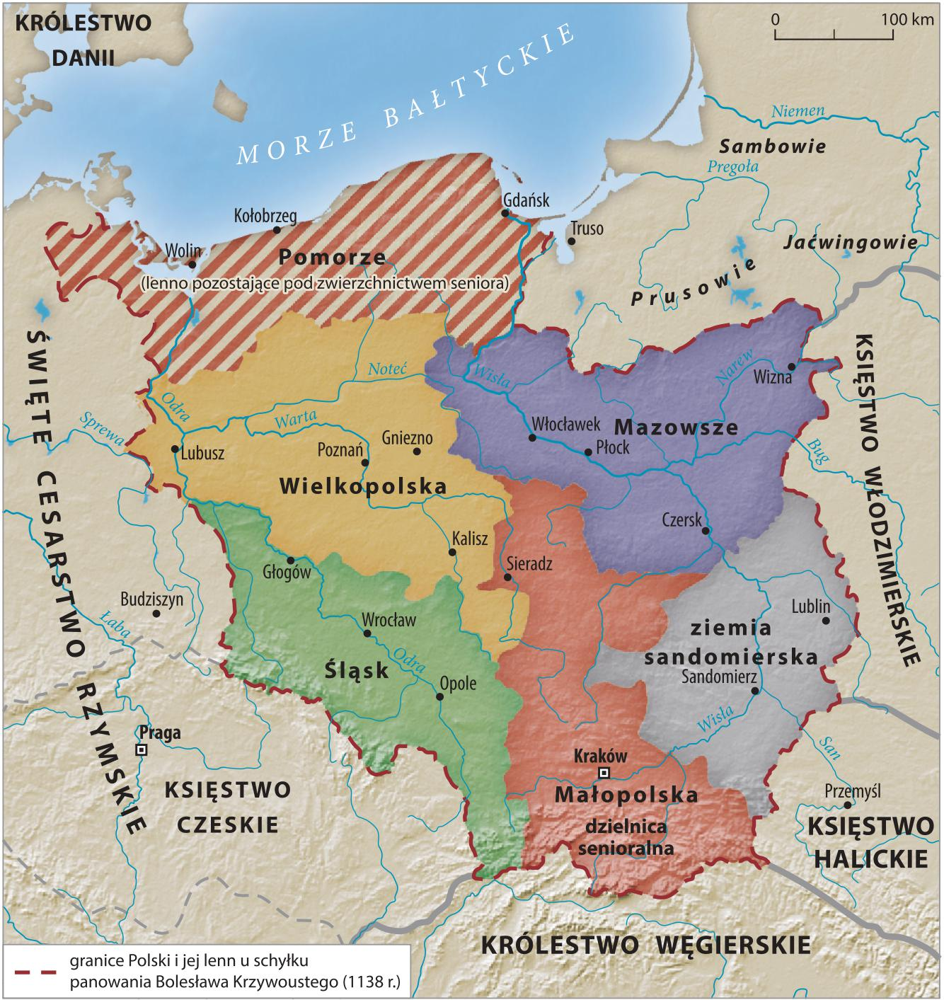 KRÓLESTWO
DANII
0 100 km
MORZE BAŁTYCKIE
Niemen
Sambowie
Pregoła
Gdańsk
Kołobrzeg
Truso
Jaćwingowie
Wolin
Pomorze
(lenno pozostające pod zwierzchnictwem seniora)
Prusowie
ŚWIĘTE CESARSTWO RZYMSKIE
KSIĘSTWO WŁODZIMIERSKIE
Noteć
Wisła
Narew
Wizna
Odra
Warta
Sprewa
Włocławek
Mazowsze
Gniezno
Płock
Poznań
Lubusz
Bug
Wielkopolska
Czersk
Kalisz
Sieradz
Głogów
Budziszyn
Łaba
Wrocław
Lublin
ziemia
sandomierska
Śląsk
Odra
Opole
Sandomierz
Wisła
Praga
San
Kraków
KSIĘSTWO
CZESKIE
Małopolska
dzielnica
senioralna
Przemyśl
KSIĘSTWO
HALICKIE
KRÓLESTWO WĘGIERSKIE
granice Polski i jej lenn u schyłku
panowania Bolesława Krzywoustego (1138 r.)